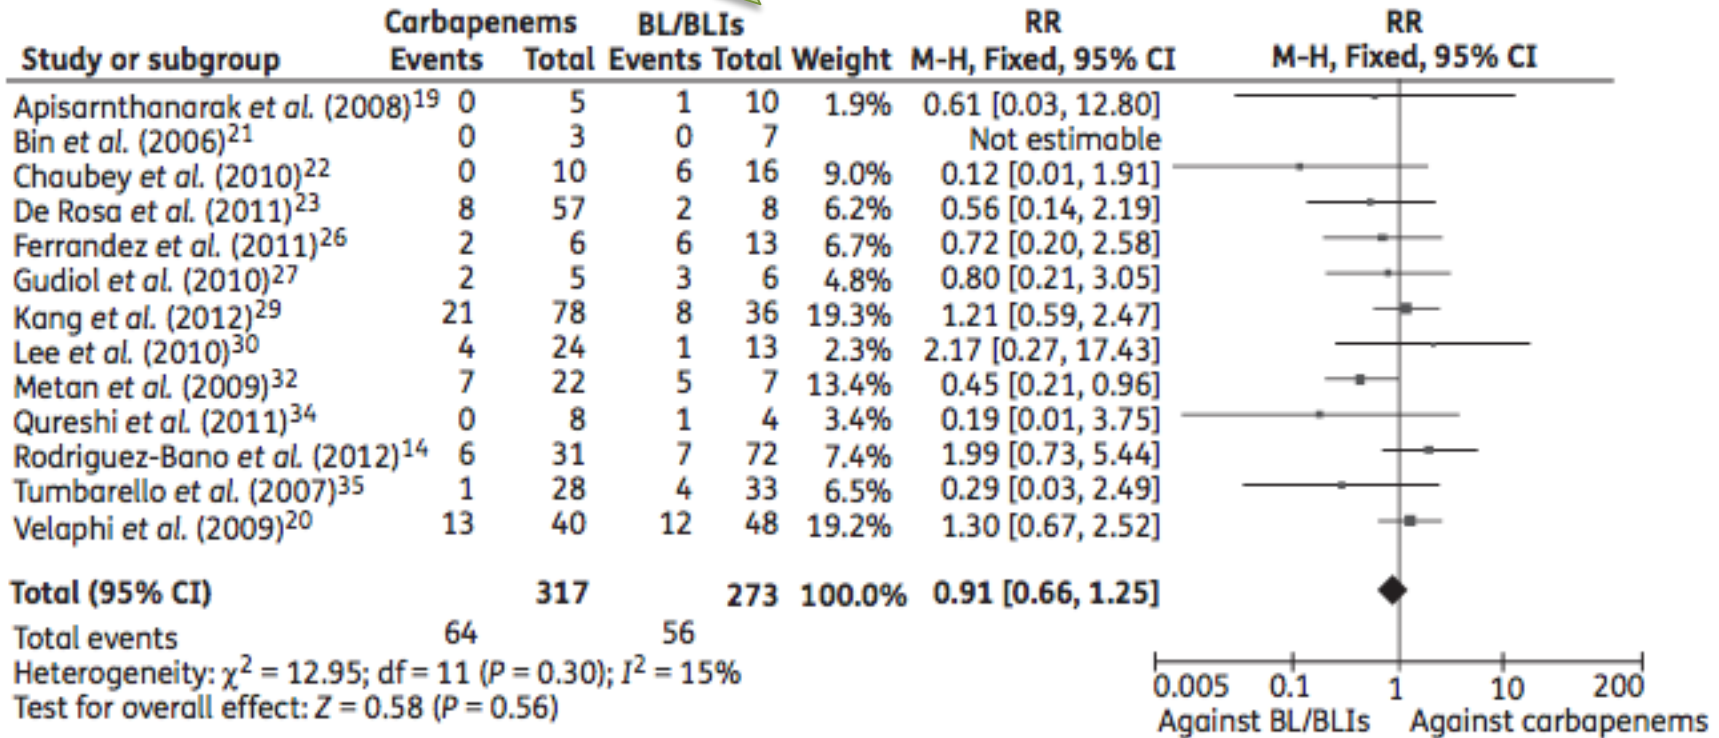 Carbapenems BL/BLIs RR RR
Study or subgroup Events Total Events Total Weight M-H, Fixed, 95% CI M-H, Fixed, 95% CI
Apisarnthanarak et al. (2008)19 0 5 1 10 1.9% 0.61 [0.03, 12.80]
Bin et al. (2006)21 0 3 0 7 Not estimable
Chaubey et al. (2010)22 0 10 6 16 9.0% 0.12 [0.01, 1.91]
De Rosa et al. (2011)23 8 57 2 8 6.2% 0.56 [0.14, 2.19]
Ferrandez et al. (2011)26 2 6 6 13 6.7% 0.72 [0.20, 2.58]
Gudiol et al. (2010)27 2 5 3 6 4.8% 0.80 [0.21, 3.05]
Kang et al. (2012)29 21 78 8 36 19.3% 1.21 [0.59, 2.47]
Lee et al. (2010)30 4 24 1 13 2.3% 2.17 [0.27, 17.43]
Metan et al. (2009)32 7 22 5 7 13.4% 0.45 [0.21, 0.96]
Qureshi et al. (2011)34 0 8 1 4 3.4% 0.19 [0.01, 3.75]
Rodriguez-Bano et al. (2012)14 6 31 7 72 7.4% 1.99 [0.73, 5.44]
Tumbarello et al. (2007)35 1 28 4 33 6.5% 0.29 [0.03, 2.49]
Velaphi et al. (2009)20 13 40 12 48 19.2% 1.30 [0.67, 2.52]
Total (95% CI) 317 273 100.0% 0.91 [0.66, 1.25]
Total events 64 56
Heterogeneity: χ2 = 12.95; df = 11 (P = 0.30); I2 = 15%
Test for overall effect: Z = 0.58 (P = 0.56)
0.005 0.1 1 10 200
Against BL/BLIs Against carbapenems